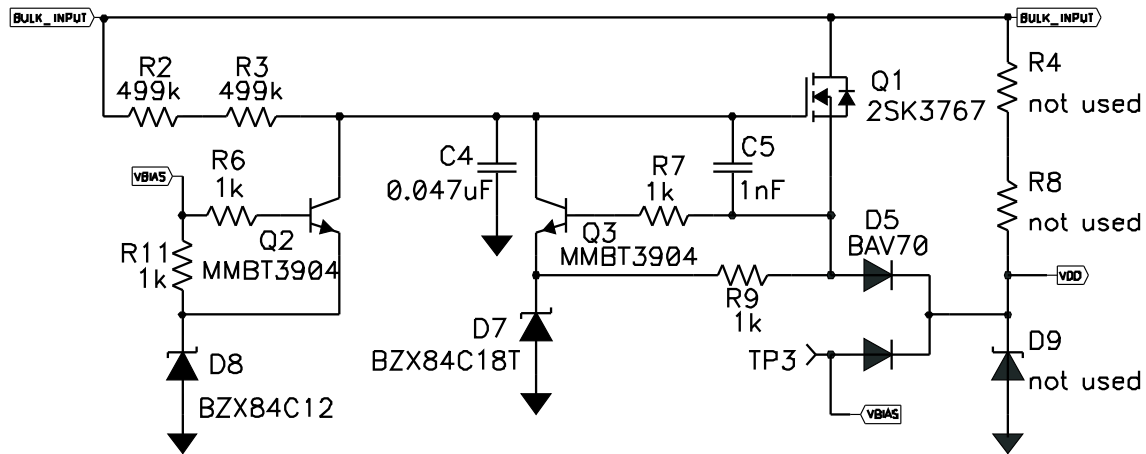 BULK_INPUT
BULK_INPUT
R2
499k
R3
499k
R4
not used
Q1
2SK3767
C4
0.047uF
C5
1nF
R6
1k
R7
1k
VBIAS
R8
not used
Q2
MMBT3904
Q3
MMBT3904
D5
BAV70
R11
1k
VDD
R9
1k
D7
BZX84C18T
D8
BZX84C12
TP3
D9
not used
VBIAS